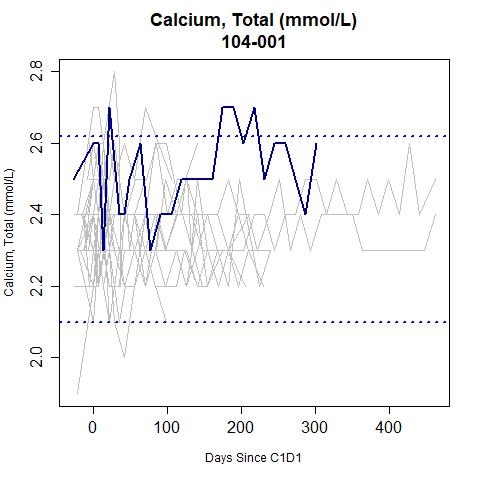 Calcium, Total (mmol/L)
104-001
Calcium, Total (mmol/L)
2.8
2.6
2.4
2.2
2.0
0 100 200 300 400
Days Since C1D1